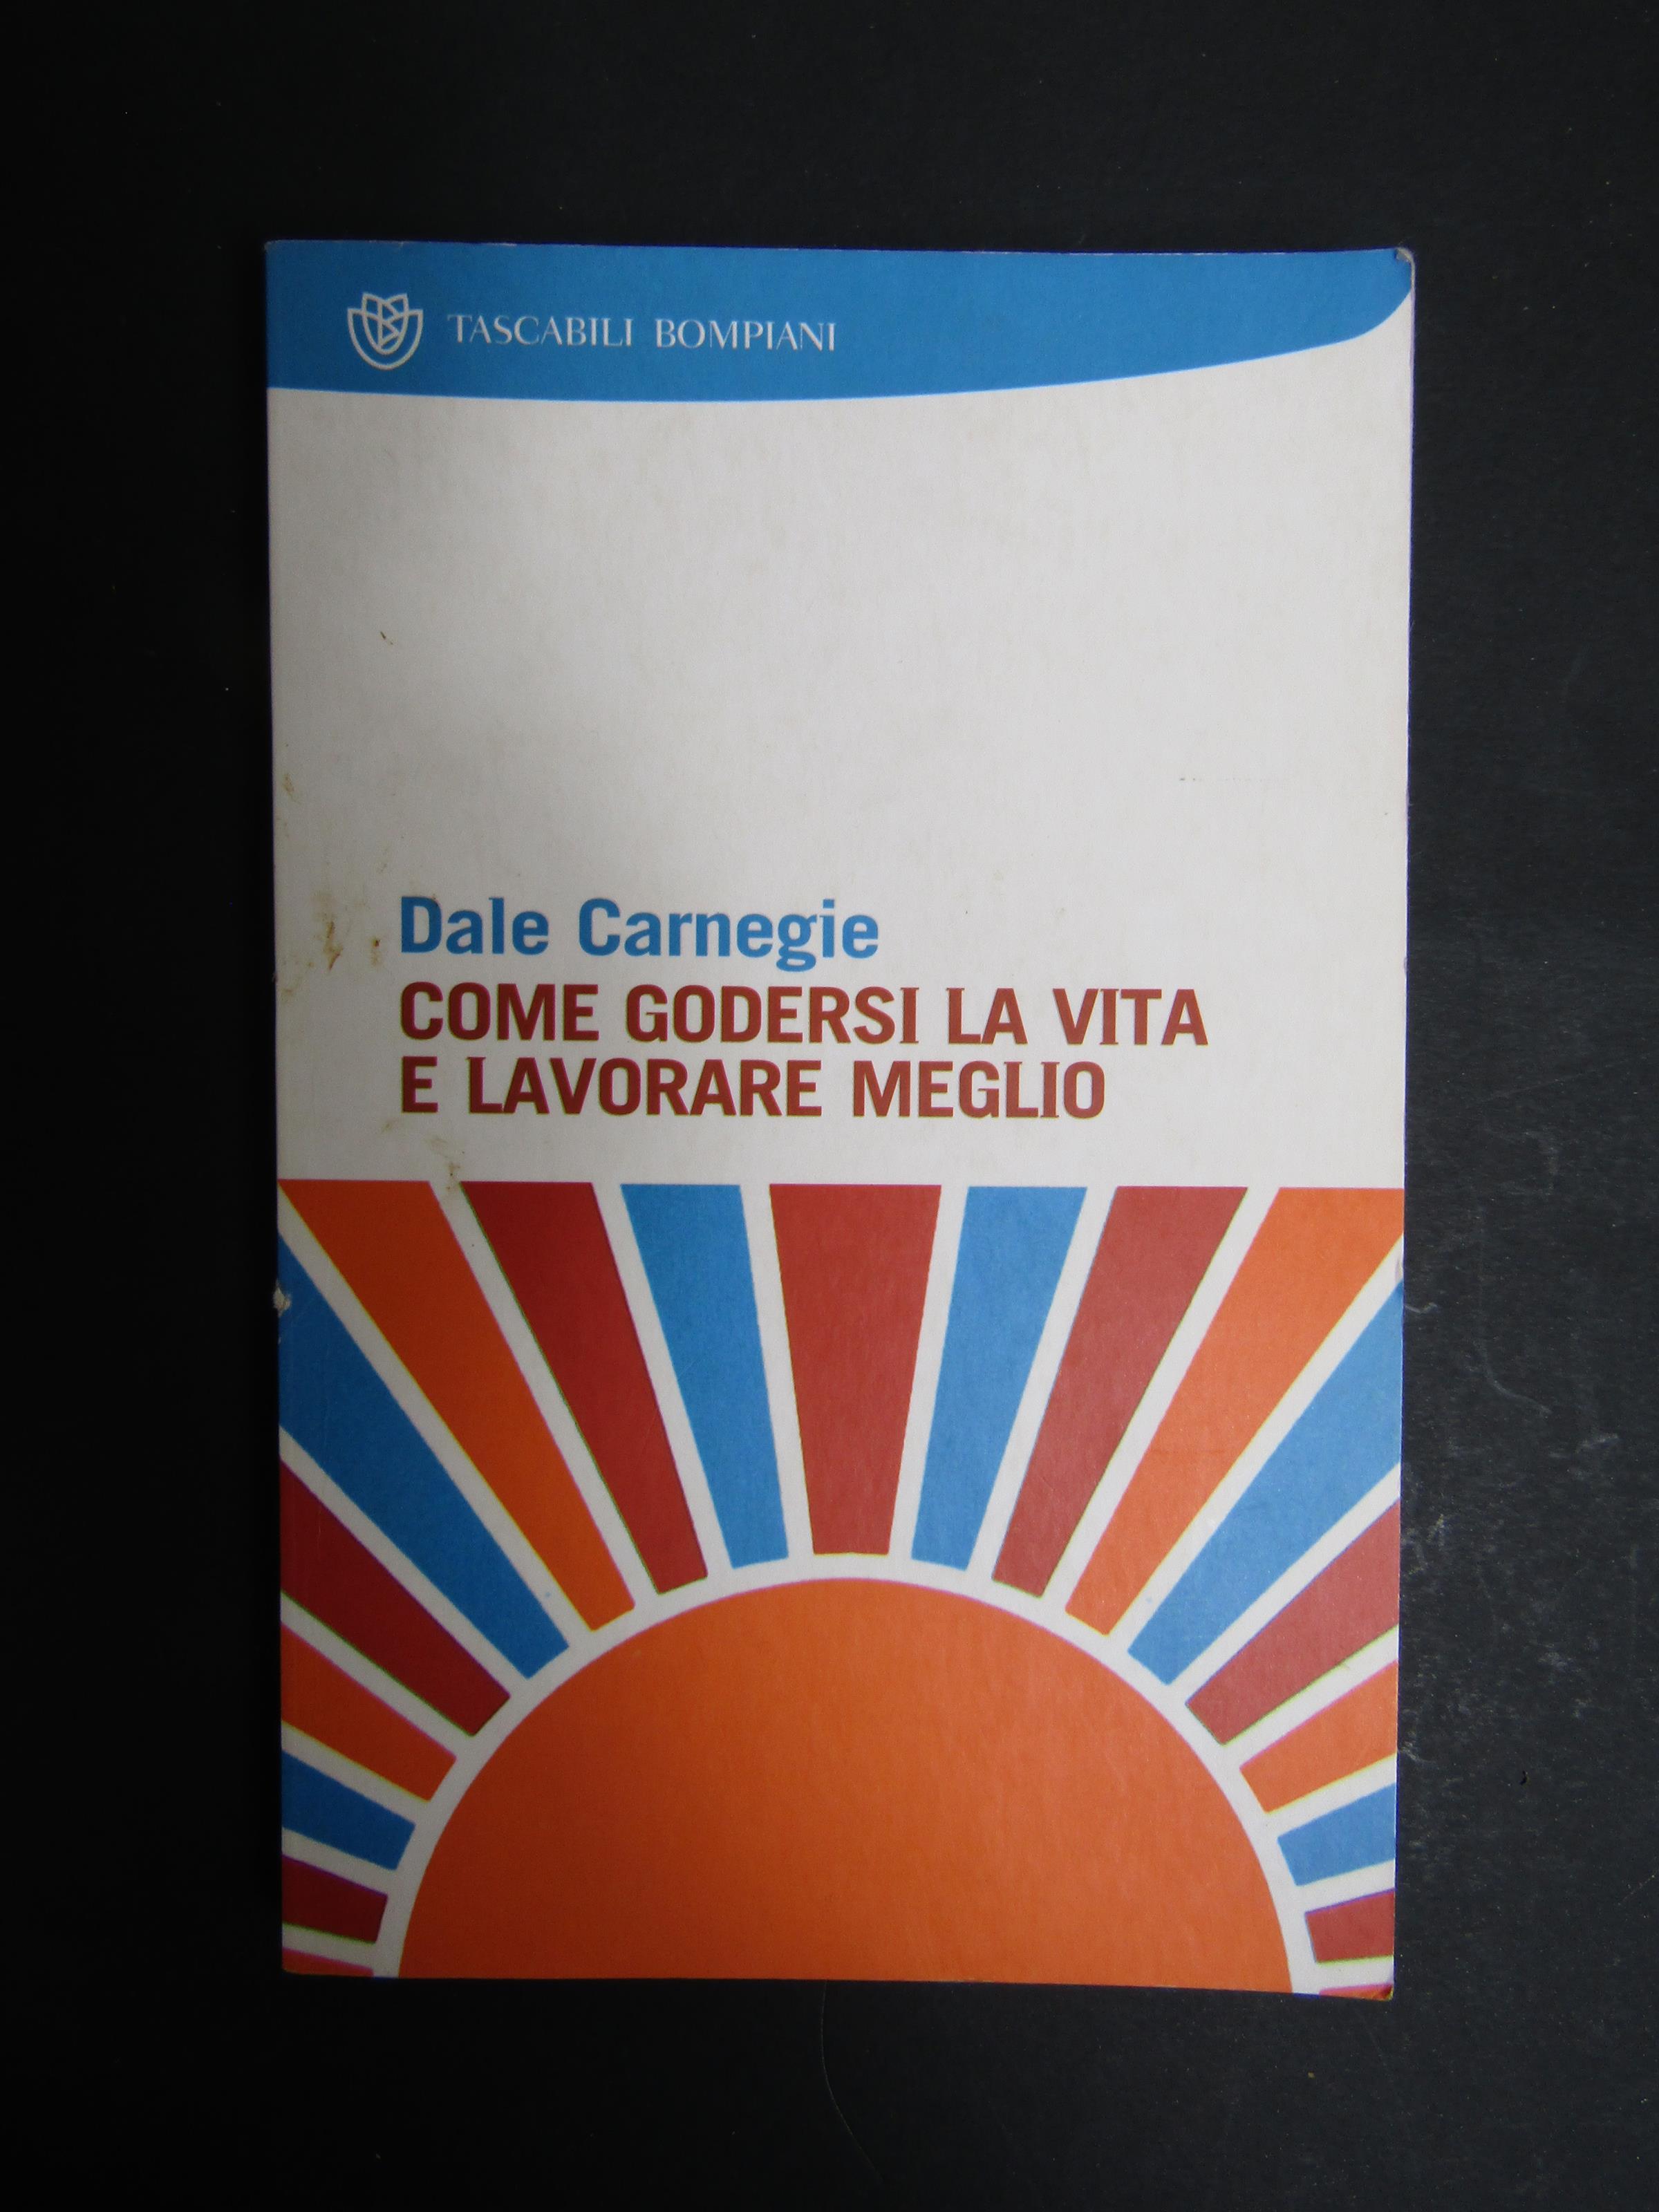 TASCABILI BOMPIANI
Dale Carnegie
COME GODERSI LA VITA
E LAVORARE MEGLIO